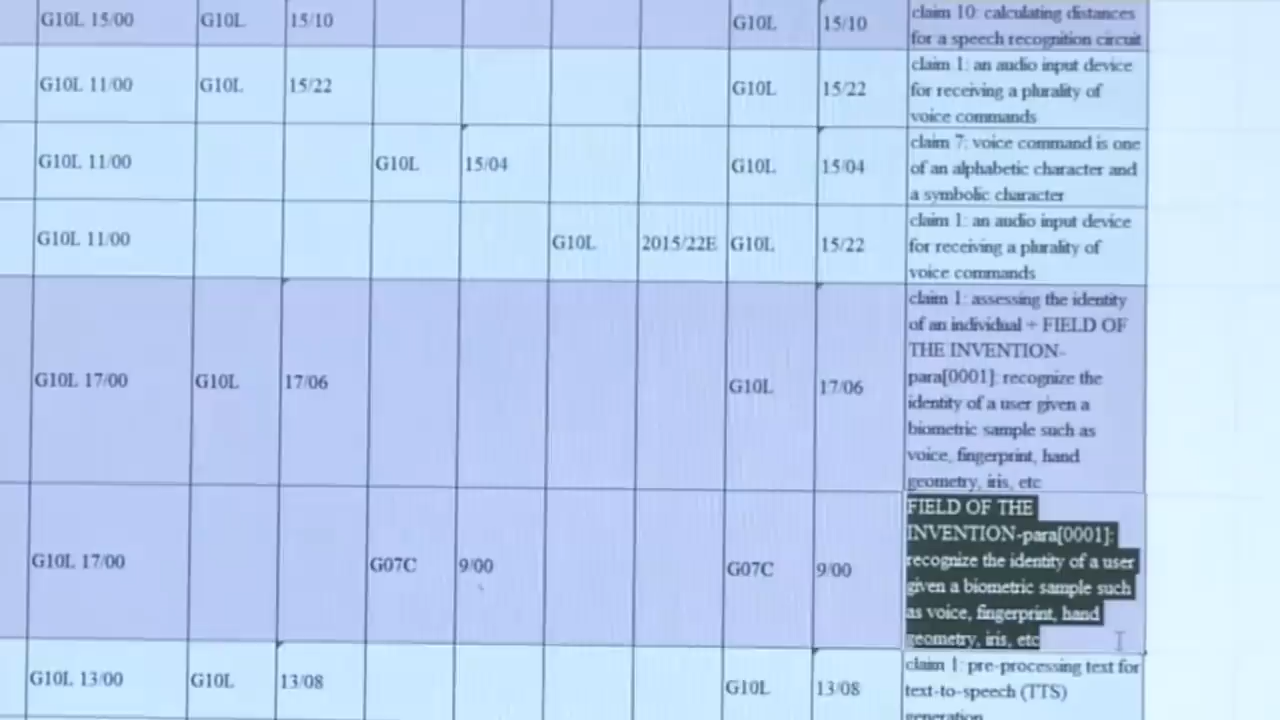 G10L 15/00 G10L 15/10 G10L 15/10 claim 10: calculating distances
for a speech recognition circuit
G10L 11/00 G10L 15/22 G10L 15/22 claim 1: an audio input device
for receiving a plurality of
voice commands
G10L 11/00 G10L 15/04 G10L 15/04 claim 7: voice command is one
of an alphabetic character and
a symbolic character
G10L 11/00 G10L 2015/22E G10L 15/22 claim 1: an audio input device
for receiving a plurality of
voice commands
G10L 17/00 G10L 17/06 G10L 17/06 claim 1: assessing the identity
of an individual + FIELD OF
THE INVENTION-
para[0001]: recognize the
identity of a user given a
biometric sample such as
voice, fingerprint, hand
geometry, iris, etc
G10L 17/00 G07C 9/00 G07C 9/00 FIELD OF THE
INVENTION-para[0001]:
recognize the identity of a user
given a biometric sample such
as voice, fingerprint, hand
geometry, iris, etc
G10L 13/00 G10L 13/08 G10L 13/08 claim 1: pre-processing text for
text-to-speech (TTS)
generation